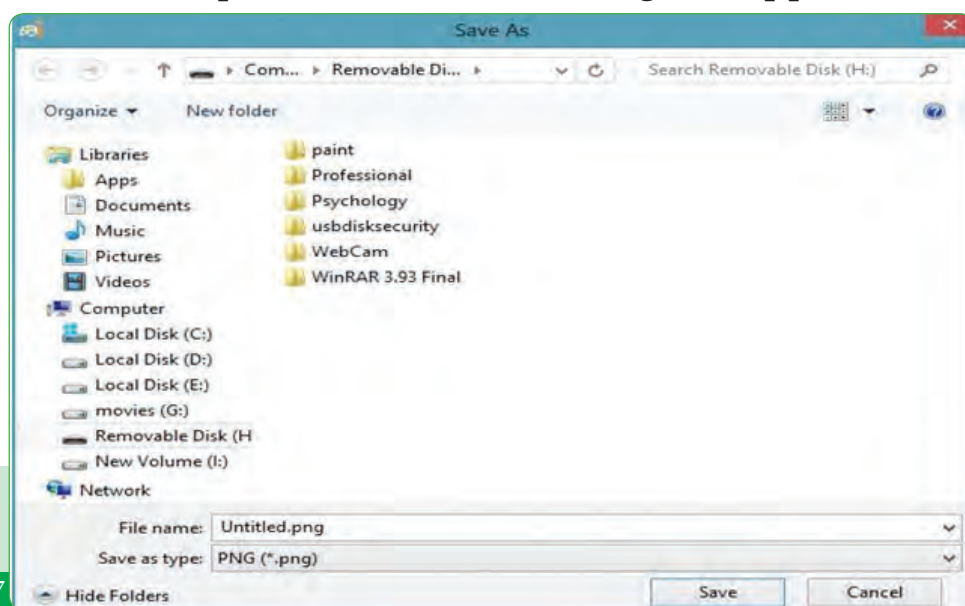 Save As
Com... Removable Di... Search Removable Disk (H:)
Organize New folder
Libraries
Apps
Documents
Music
Pictures
Videos
Computer
Local Disk (C:)
Local Disk (D:)
Local Disk (E:)
movies (G:)
Removable Disk (H
New Volume (I:)
Network
paint
Professional
Psychology
usbdisksecurity
WebCam
WinRAR 3.93 Final
File name: Untitled.png
Save as type: PNG (*.png)
Hide Folders Save Cancel
7